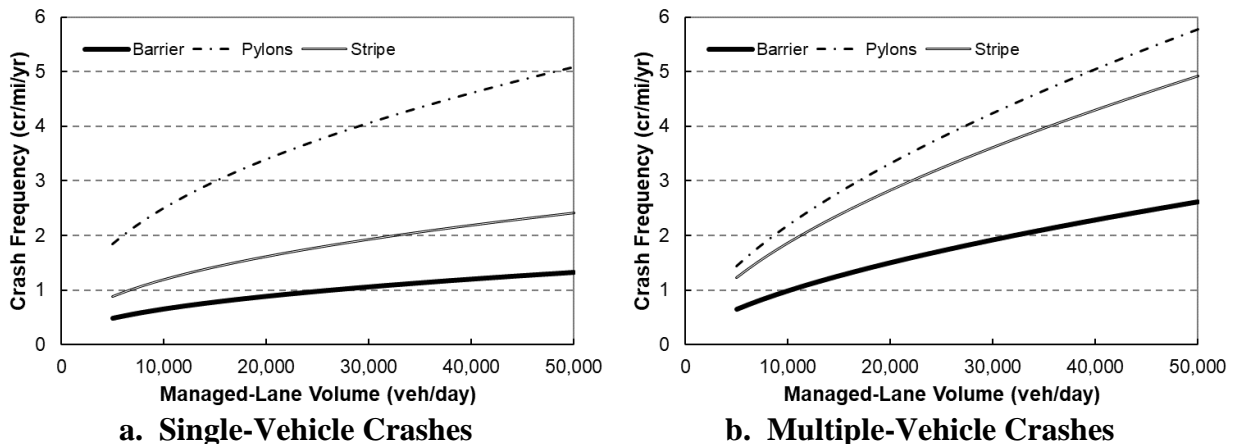 6
5
4
3
2
1
0
Crash Frequency (cr/mi/yr)
Barrier Pylons Stripe
0 10,000 20,000 30,000 40,000 50,000
Managed-Lane Volume (veh/day)
a. Single-Vehicle Crashes
6
5
4
3
2
1
0
Crash Frequency (cr/mi/yr)
Barrier Pylons Stripe
0 10,000 20,000 30,000 40,000 50,000
Managed-Lane Volume (veh/day)
b. Multiple-Vehicle Crashes